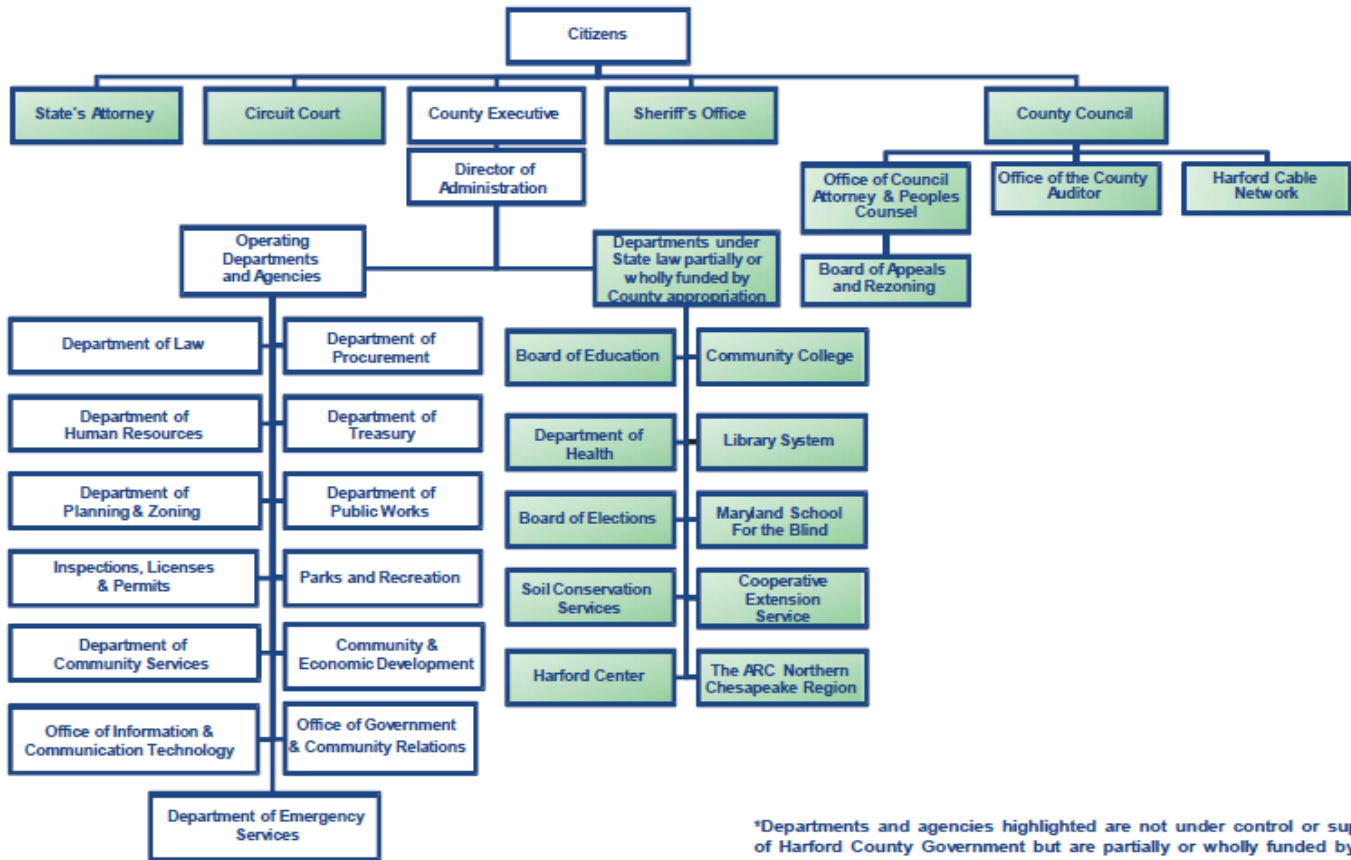 Citizens
State's Attorney
Circuit Court
County Executive
Sheriff's Office
County Council
Director of
Administration
Office of Council
Attorney & Peoples
Counsel
Office of the County
Auditor
Harford Cable
Network
Board of Appeals
and Rezoning
Operating
Departments
and Agencies
Departments under
State law partially or
wholly funded by
County appropriation
Department of Law
Department of
Procurement
Department of
Human Resources
Department of
Treasury
Department of
Planning & Zoning
Department of
Public Works
Inspections, Licenses
& Permits
Parks and Recreation
Department of
Community Services
Community &
Economic Development
Office of Information &
Communication Technology
Office of Government
& Community Relations
Department of Emergency
Services
Board of Education
Community College
Department of
Health
Library System
Board of Elections
Maryland School
For the Blind
Soil Conservation
Services
Cooperative
Extension
Service
Harford Center
The ARC Northern
Chesapeake Region
*Departments and agencies highlighted are not under control or sup
of Harford County Government but are partially or wholly funded by